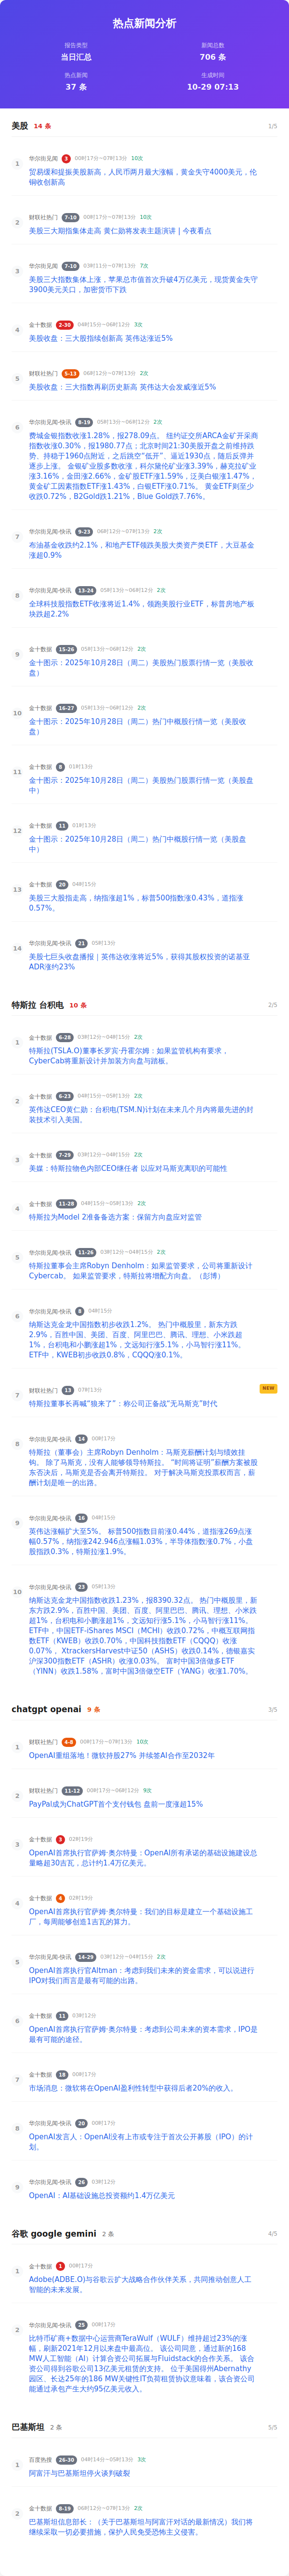 热点新闻分析
报告类型
当日汇总
新闻总数
706 条
热点新闻
37 条
生成时间
10-29 07:13
美股 14 条 1/5
1
华尔街见闻 3 00时17分~07时13分 10次
贸易缓和提振美股新高，人民币两月最大涨幅，黄金失守4000美元，伦
铜收创新高
2
财联社热门 7-10 00时17分~07时13分 10次
美股三大期指集体走高 黄仁勋将发表主题演讲 | 今夜看点
3
华尔街见闻 7-10 03时11分~07时13分 7次
美股三大指数集体上涨，苹果总市值首次升破4万亿美元，现货黄金失守
3900美元关口，加密货币下跌
4
金十数据 2-30 04时15分~06时12分 3次
美股收盘：三大股指续创新高 英伟达涨近5%
5
财联社热门 5-13 06时12分~07时13分 2次
美股收盘：三大指数再刷历史新高 英伟达大会发威涨近5%
6
华尔街见闻-快讯 8-19 05时13分~06时12分 2次
费城金银指数收涨1.28%，报278.09点。 纽约证交所ARCA金矿开采商
指数收涨0.30%，报1980.77点；北京时间21:30美股开盘之前维持跌
势、持稳于1960点附近，之后跳空“低开”、逼近1930点，随后反弹并
逐步上涨。 金银矿业股多数收涨，科尔黛伦矿业涨3.39%，赫克拉矿业
涨3.16%，金田涨2.66%，金矿股ETF涨1.59%，泛美白银涨1.47%，
黄金矿工因素指数ETF涨1.43%，白银ETF涨0.71%。 黄金ETF则至少
收跌0.72%，B2Gold跌1.21%，Blue Gold跌7.76%。
7
华尔街见闻-快讯 9-23 06时12分~07时13分 2次
布油基金收跌约2.1%，和地产ETF领跌美股大类资产类ETF，大豆基金
涨超0.9%
8
华尔街见闻-快讯 13-24 05时13分~06时12分 2次
全球科技股指数ETF收涨将近1.4%，领跑美股行业ETF，标普房地产板
块跌超2.2%
9
金十数据 15-26 05时13分~06时12分 2次
金十图示：2025年10月28日（周二）美股热门股票行情一览（美股收
盘）
10
金十数据 16-27 05时13分~06时12分 2次
金十图示：2025年10月28日（周二）热门中概股行情一览（美股收
盘）
11
金十数据 8 01时13分
金十图示：2025年10月28日（周二）美股热门股票行情一览（美股盘
中）
12
金十数据 11 01时13分
金十图示：2025年10月28日（周二）热门中概股行情一览（美股盘
中）
13
金十数据 20 04时15分
美股三大股指走高，纳指涨超1%，标普500指数涨0.43%，道指涨
0.57%。
14
华尔街见闻-快讯 21 05时13分
美股七巨头收盘播报｜英伟达收涨将近5%，获得其股权投资的诺基亚
ADR涨约23%
特斯拉 台积电 10 条 2/5
1
金十数据 6-28 03时12分~04时15分 2次
特斯拉(TSLA.O)董事长罗宾·丹霍尔姆：如果监管机构有要求，
CyberCab将重新设计并加装方向盘与踏板。
2
金十数据 6-23 04时15分~05时13分 2次
英伟达CEO黄仁勋：台积电(TSM.N)计划在未来几个月内将最先进的封
装技术引入美国。
3
金十数据 7-29 03时12分~04时15分 2次
美媒：特斯拉物色内部CEO继任者 以应对马斯克离职的可能性
4
金十数据 11-28 04时15分~05时13分 2次
特斯拉为Model 2准备备选方案：保留方向盘应对监管
5
华尔街见闻-快讯 11-26 03时12分~04时15分 2次
特斯拉董事会主席Robyn Denholm：如果监管要求，公司将重新设计
Cybercab。 如果监管要求，特斯拉将增配方向盘。（彭博）
6
华尔街见闻-快讯 8 04时15分
纳斯达克金龙中国指数初步收跌1.2%。 热门中概股里，新东方跌
2.9%，百胜中国、美团、百度、阿里巴巴、腾讯、理想、小米跌超
1%，台积电和小鹏涨超1%，文远知行涨5.1%，小马智行涨11%。
ETF中，KWEB初步收跌0.8%，CQQQ涨0.1%。
7
财联社热门 13 07时13分
NEW
特斯拉董事长再喊“狼来了”：称公司正备战“无马斯克”时代
8
华尔街见闻-快讯 14 00时17分
特斯拉（董事会）主席Robyn Denholm：马斯克薪酬计划与绩效挂
钩。 除了马斯克，没有人能够领导特斯拉。 “时间将证明”薪酬方案被股
东否决后，马斯克是否会离开特斯拉。 对于解决马斯克投票权而言，薪
酬计划是唯一的出路。
9
华尔街见闻-快讯 16 04时15分
英伟达涨幅扩大至5%。 标普500指数目前涨0.44%，道指涨269点涨
幅0.57%，纳指涨242.946点涨幅1.03%，半导体指数涨0.7%，小盘
股指跌0.3%，特斯拉涨1.9%。
10
华尔街见闻-快讯 23 05时13分
纳斯达克金龙中国指数收跌1.23%，报8390.32点。 热门中概股里，新
东方跌2.9%，百胜中国、美团、百度、阿里巴巴、腾讯、理想、小米跌
超1%，台积电和小鹏涨超1%，文远知行涨5.1%，小马智行涨11%。
ETF中，中国ETF-iShares MSCI（MCHI）收跌0.72%，中概互联网指
数ETF（KWEB）收跌0.70%，中国科技指数ETF（CQQQ）收涨
0.07%， XtrackersHarvest中证50（ASHS）收跌0.14%，德银嘉实
沪深300指数ETF（ASHR）收涨0.03%。 富时中国3倍做多ETF
（YINN）收跌1.58%，富时中国3倍做空ETF（YANG）收涨1.70%。
chatgpt openai 9 条 3/5
1
财联社热门 4-8 00时17分~07时13分 10次
OpenAI重组落地！微软持股27% 并续签AI合作至2032年
2
财联社热门 11-12 00时17分~06时12分 9次
PayPal成为ChatGPT首个支付钱包 盘前一度涨超15%
3
金十数据 3 02时19分
OpenAI首席执行官萨姆·奥尔特曼：OpenAI所有承诺的基础设施建设总
量略超30吉瓦，总计约1.4万亿美元。
4
金十数据 4 02时19分
OpenAI首席执行官萨姆·奥尔特曼：我们的目标是建立一个基础设施工
厂，每周能够创造1吉瓦的算力。
5
华尔街见闻-快讯 14-29 03时12分~04时15分 2次
OpenAI首席执行官Altman：考虑到我们未来的资金需求，可以说进行
IPO对我们而言是最有可能的出路。
6
金十数据 11 03时12分
OpenAI首席执行官萨姆·奥尔特曼：考虑到公司未来的资本需求，IPO是
最有可能的途径。
7
金十数据 18 00时17分
市场消息：微软将在OpenAI盈利性转型中获得后者20%的收入。
8
华尔街见闻-快讯 20 00时17分
OpenAI发言人：OpenAI没有上市或专注于首次公开募股（IPO）的计
划。
9
华尔街见闻-快讯 26 03时12分
OpenAI：AI基础设施总投资额约1.4万亿美元
谷歌 google gemini 2 条 4/5
1
金十数据 1 00时17分
Adobe(ADBE.O)与谷歌云扩大战略合作伙伴关系，共同推动创意人工
智能的未来发展。
2
华尔街见闻-快讯 25 00时17分
比特币矿商+数据中心运营商TeraWulf（WULF）维持超过23%的涨
幅，刷新2021年12月以来盘中最高位。 该公司同意，通过新的168
MW人工智能（AI）计算合资公司拓展与Fluidstack的合作关系。 该合
资公司得到谷歌公司13亿美元租赁的支持。 位于美国得州Abernathy
园区、长达25年的186 MW关键性IT负荷租赁协议意味着，该合资公司
能通过承包产生大约95亿美元收入。
巴基斯坦 2 条 5/5
1
百度热搜 26-30 04时14分~05时13分 3次
阿富汗与巴基斯坦停火谈判破裂
2
金十数据 8-19 06时12分~07时13分 2次
巴基斯坦信息部长：（关于巴基斯坦与阿富汗对话的最新情况）我们将
继续采取一切必要措施，保护人民免受恐怖主义侵害。